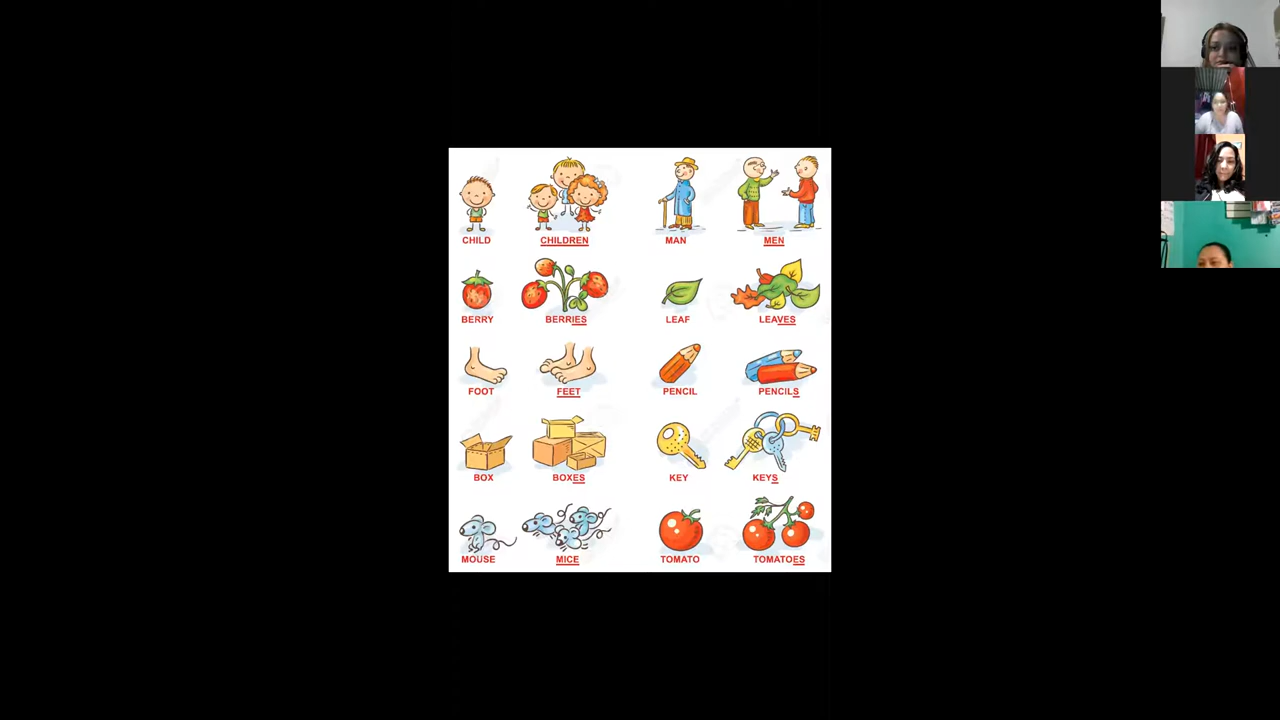 CHILD CHILDREN MAN MEN
BERRY BERRIES LEAF LEAVES
FOOT FEET PENCIL PENCILS
BOX BOXES KEY KEYS
MOUSE MICE TOMATO TOMATOES